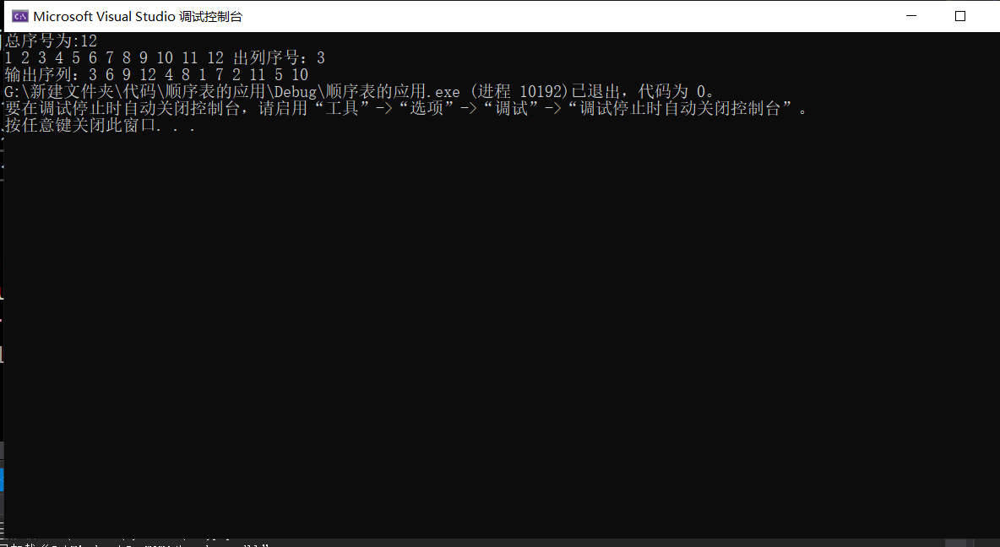 Microsoft Visual Studio 调试控制台
总序号为:12
1 2 3 4 5 6 7 8 9 10 11 12 出列序号：3
输出序列：3 6 9 12 4 8 1 7 2 11 5 10
G:\新建文件夹\代码\顺序表的应用\Debug\顺序表的应用.exe (进程 10192)已退出，代码为 0。
要在调试停止时自动关闭控制台，请启用“工具”->“选项”->“调试”->“调试停止时自动关闭控制台”。
按任意键关闭此窗口. . .